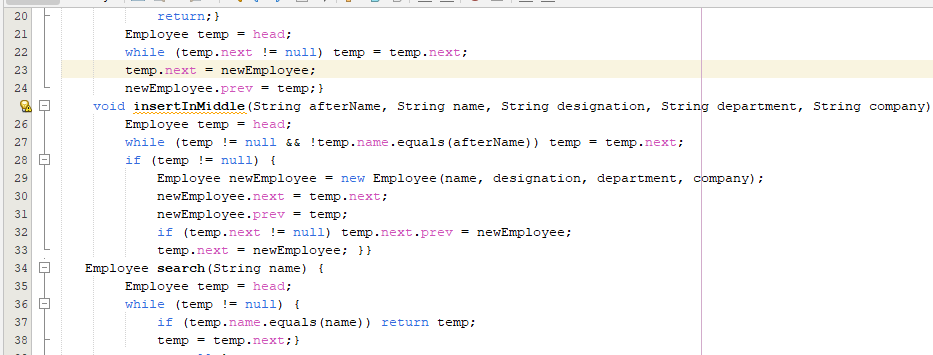 20 return;}
21 Employee temp = head;
22 while (temp.next != null) temp = temp.next;
23 temp.next = newEmployee;
24 newEmployee.prev = temp;}
void insertInMiddle(String afterName, String name, String designation, String department, String company)
26 Employee temp = head;
27 while (temp != null && !temp.name.equals(afterName)) temp = temp.next;
28 if (temp != null) {
29 Employee newEmployee = new Employee(name, designation, department, company);
30 newEmployee.next = temp.next;
31 newEmployee.prev = temp;
32 if (temp.next != null) temp.next.prev = newEmployee;
33 temp.next = newEmployee; }}
34 Employee search(String name) {
35 Employee temp = head;
36 while (temp != null) {
37 if (temp.name.equals(name)) return temp;
38 temp = temp.next;}